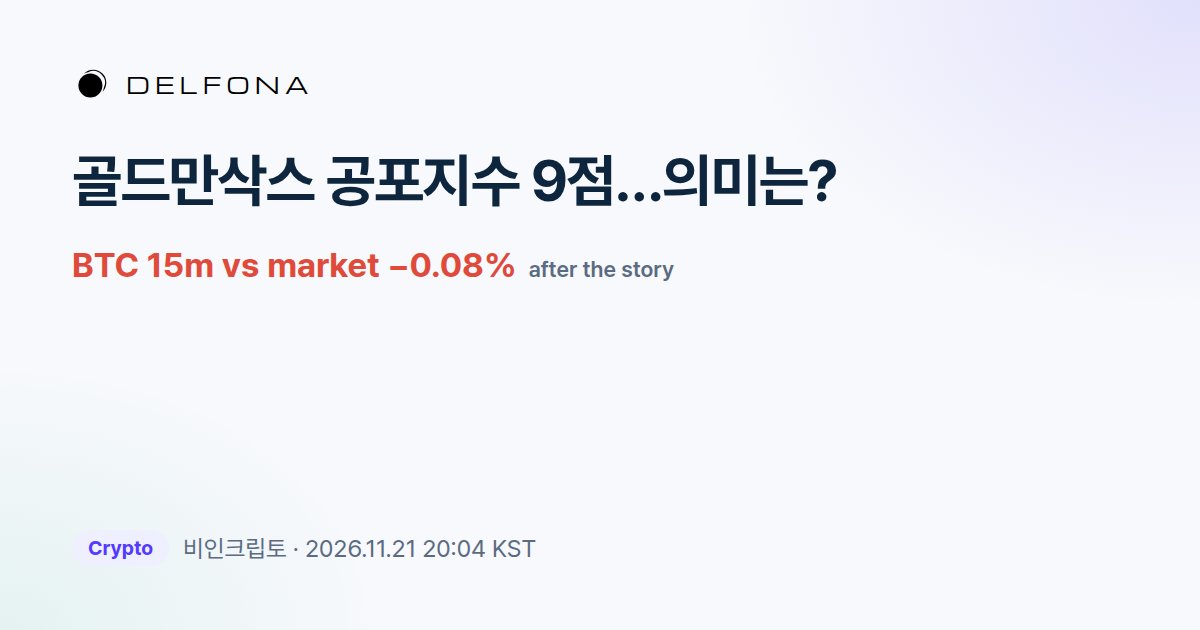 DELFONA
골드만삭스 공포지수 9점...의미는?
BTC 15m vs market −0.08% after the story
Crypto 비인크립토 · 2026.11.21 20:04 KST